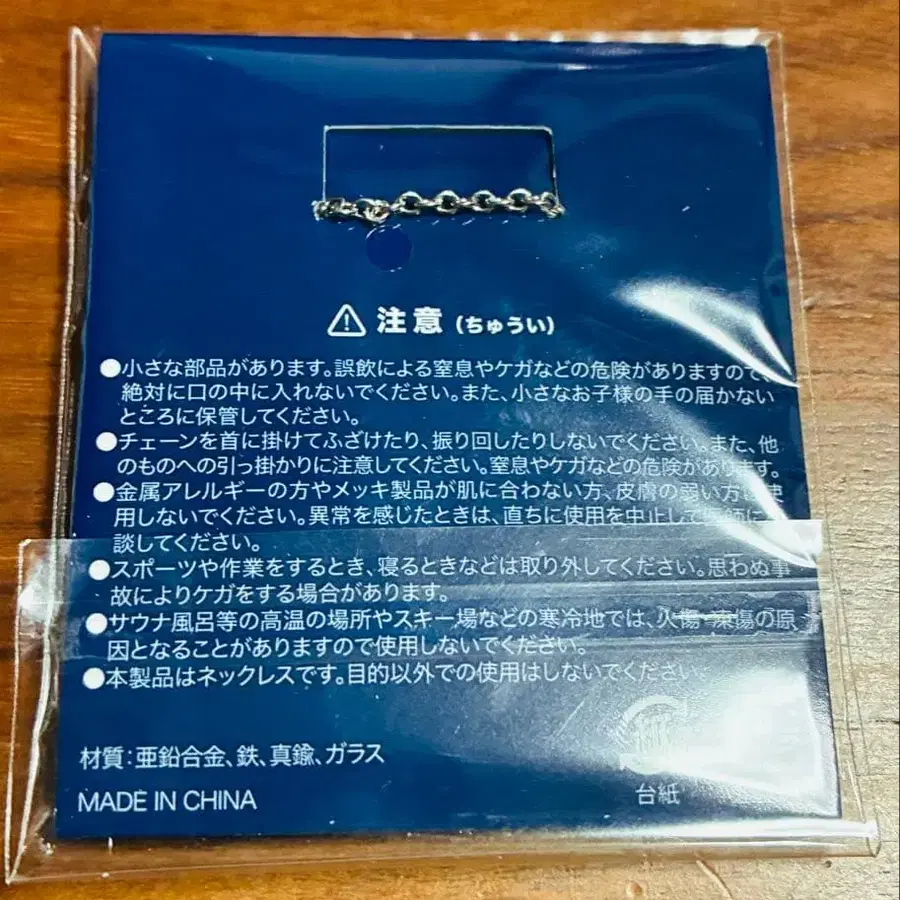 注意(ちゅうい)
●小さな部品があります。誤飲による窒息やケガなどの危険がありますので、
絶対に口の中に入れないでください。また、小さなお子様の手の届かない
ところに保管してください。
●チェーンを首に掛けてふざけたり、振り回したりしないでください。また、他
のものへの引っ掛かりに注意してください。窒息やケガなどの危険があります。
●金属アレルギーの方やメッキ製品が肌に合わない方、皮膚の弱い方は使
用しないでください。異常を感じたときは、直ちに使用を中止して医師に
談してください。
●スポーツや作業をするとき、寝るときなどは取り外してください。思わぬ事
故によりケガをする場合があります。
●サウナ風呂等の高温の場所やスキー場などの寒冷地では、火傷・凍傷の原
因となることがありますので使用しないでください。
●本製品はネックレスです。目的以外での使用はしないでください。
材質:亜鉛合金、鉄、真鍮、ガラス
MADE IN CHINA
台紙